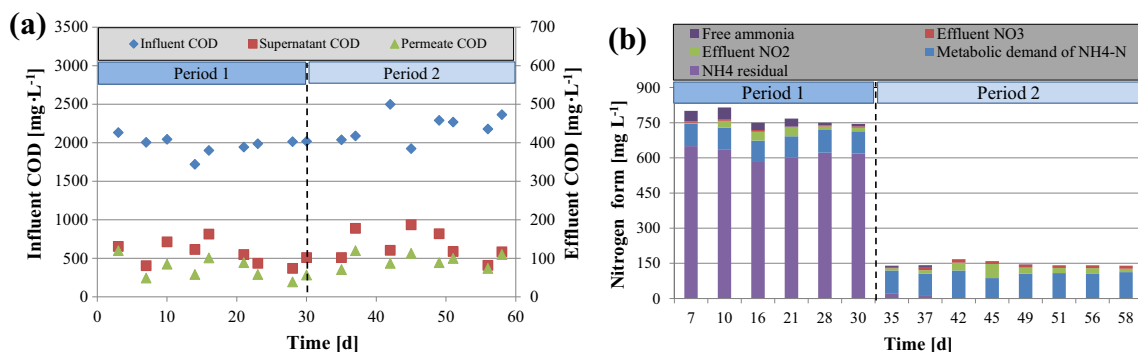 (a)
Influent COD Supernatant COD Permeate COD
Period 1 Period 2
3500
3000
2500
2000
1500
1000
500
0
Influent COD [mg·L-1]
700
600
500
400
300
200
100
0
Effluent COD [mg·L-1]
0 10 20 30 40 50 60
Time [d]
(b)
Free ammonia Effluent NO3
Effluent NO2 Metabolic demand of NH4-N
NH4 residual
Period 1 Period 2
900
750
600
450
300
150
0
Nitrogen form [mg L-1]
7 10 16 21 28 30 35 37 42 45 49 51 56 58
Time [d]